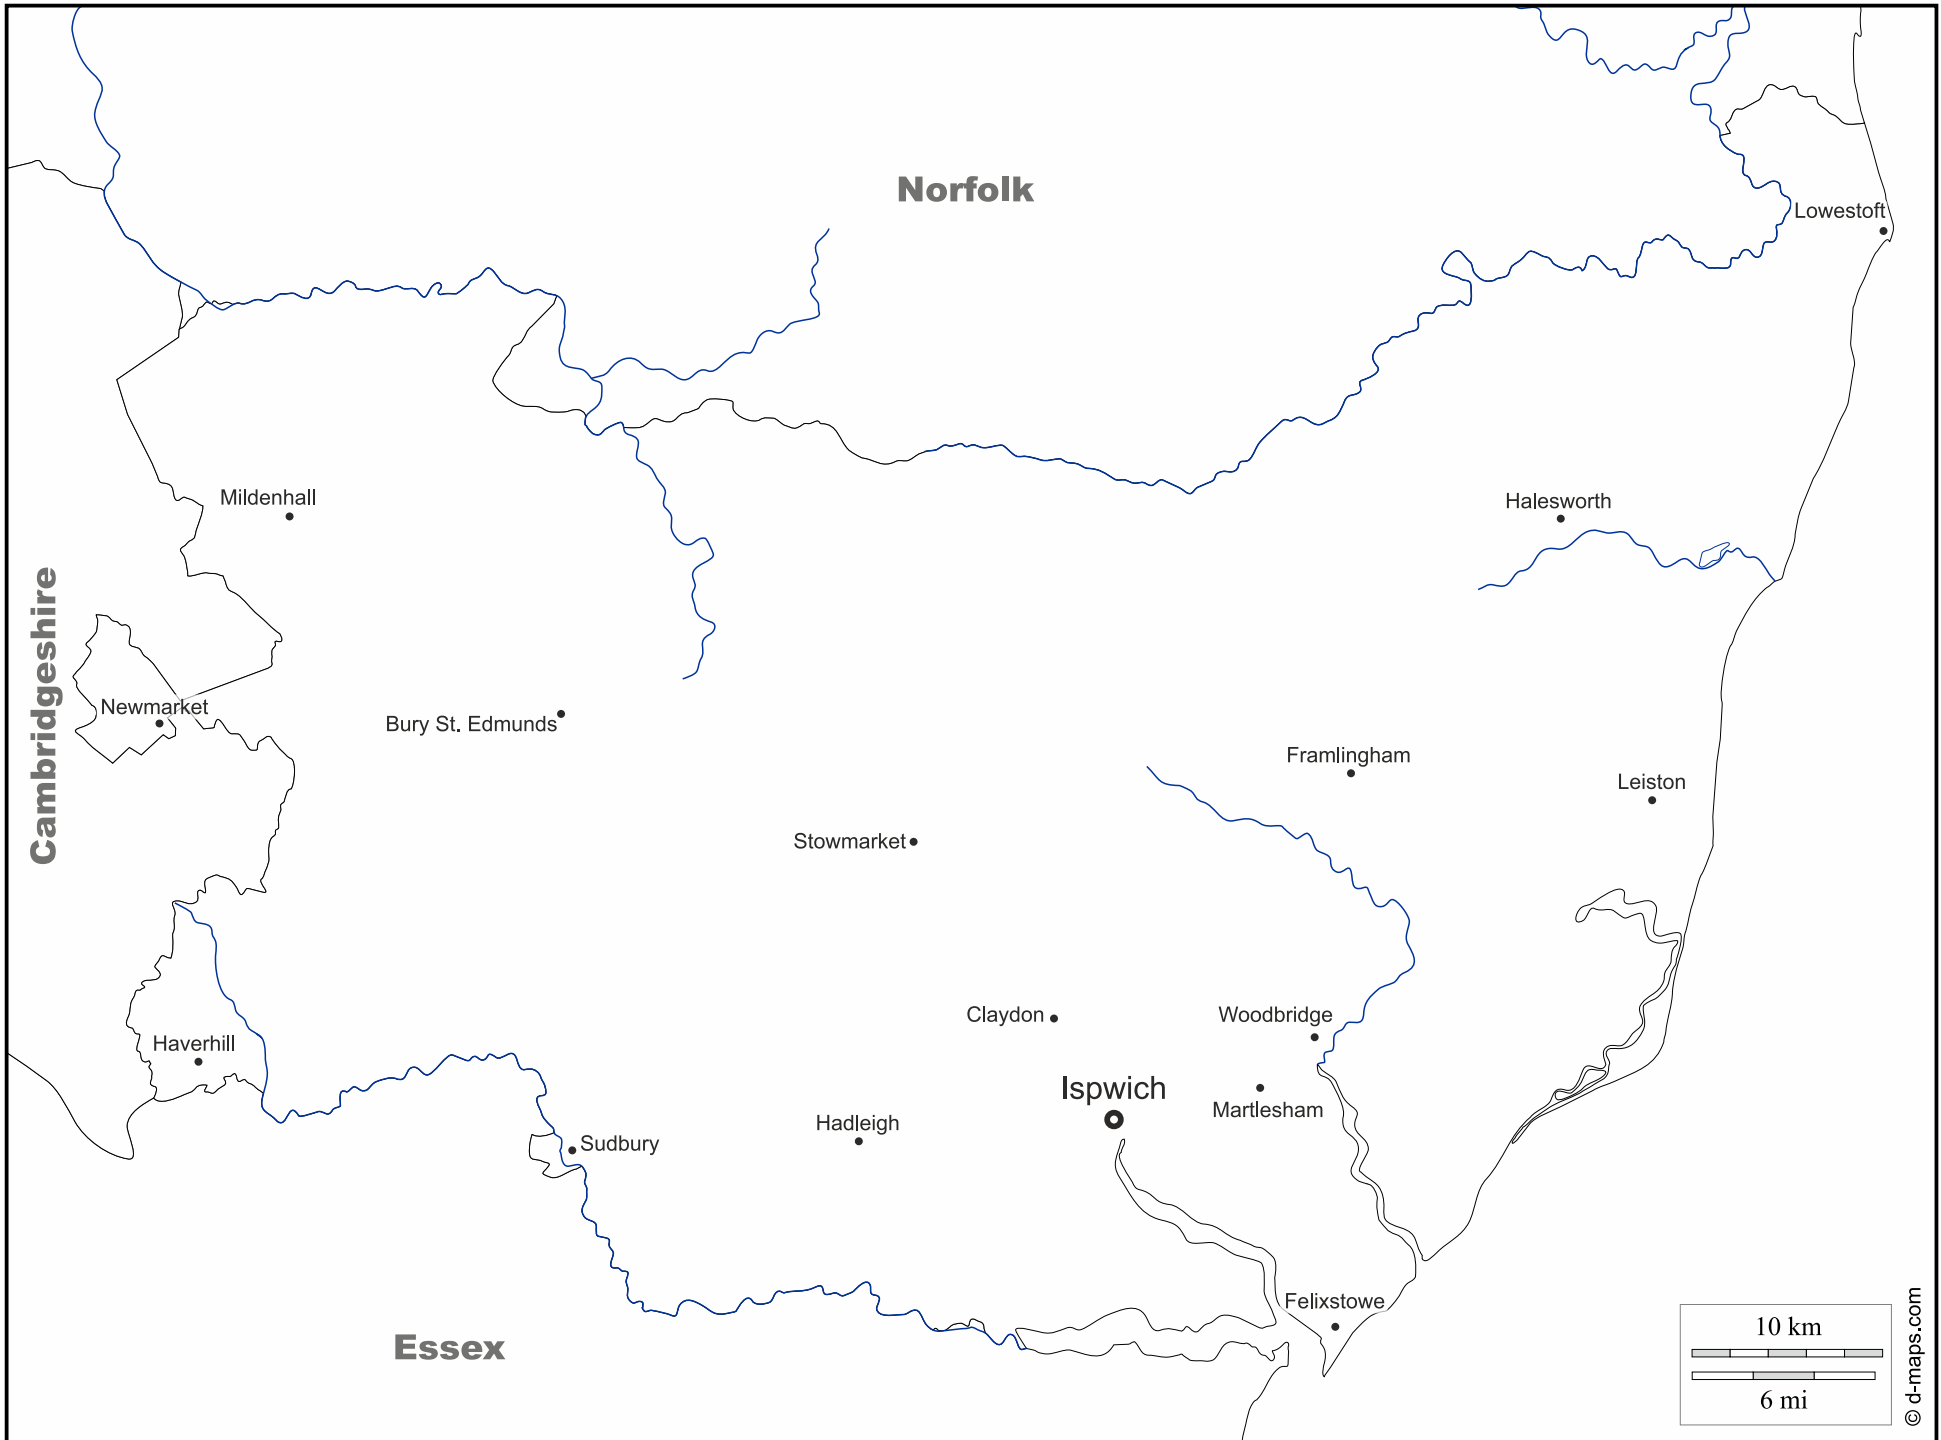 Norfolk
Lowestoft
Mildenhall
Halesworth
Cambridgeshire
Newmarket
Bury St. Edmunds
Framlingham
Leiston
Stowmarket
Claydon
Woodbridge
Haverhill
Ispwich
Martlesham
Hadleigh
Sudbury
Felixstowe
Essex
10 km
6 mi
© d-maps.com